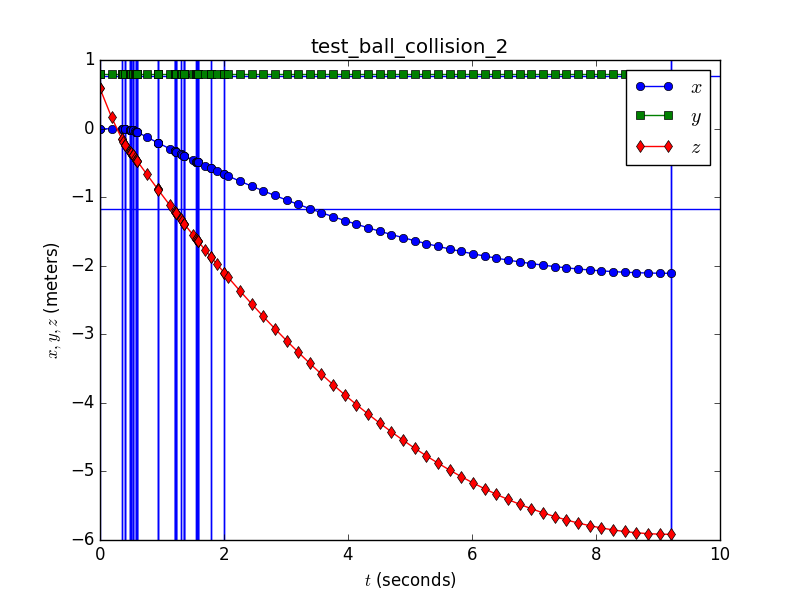 test_ball_collision_2
1
0
−1
−2
−3
−4
−5
−6
x, y, z (meters)
x
y
z
0 2 4 6 8 10
t (seconds)